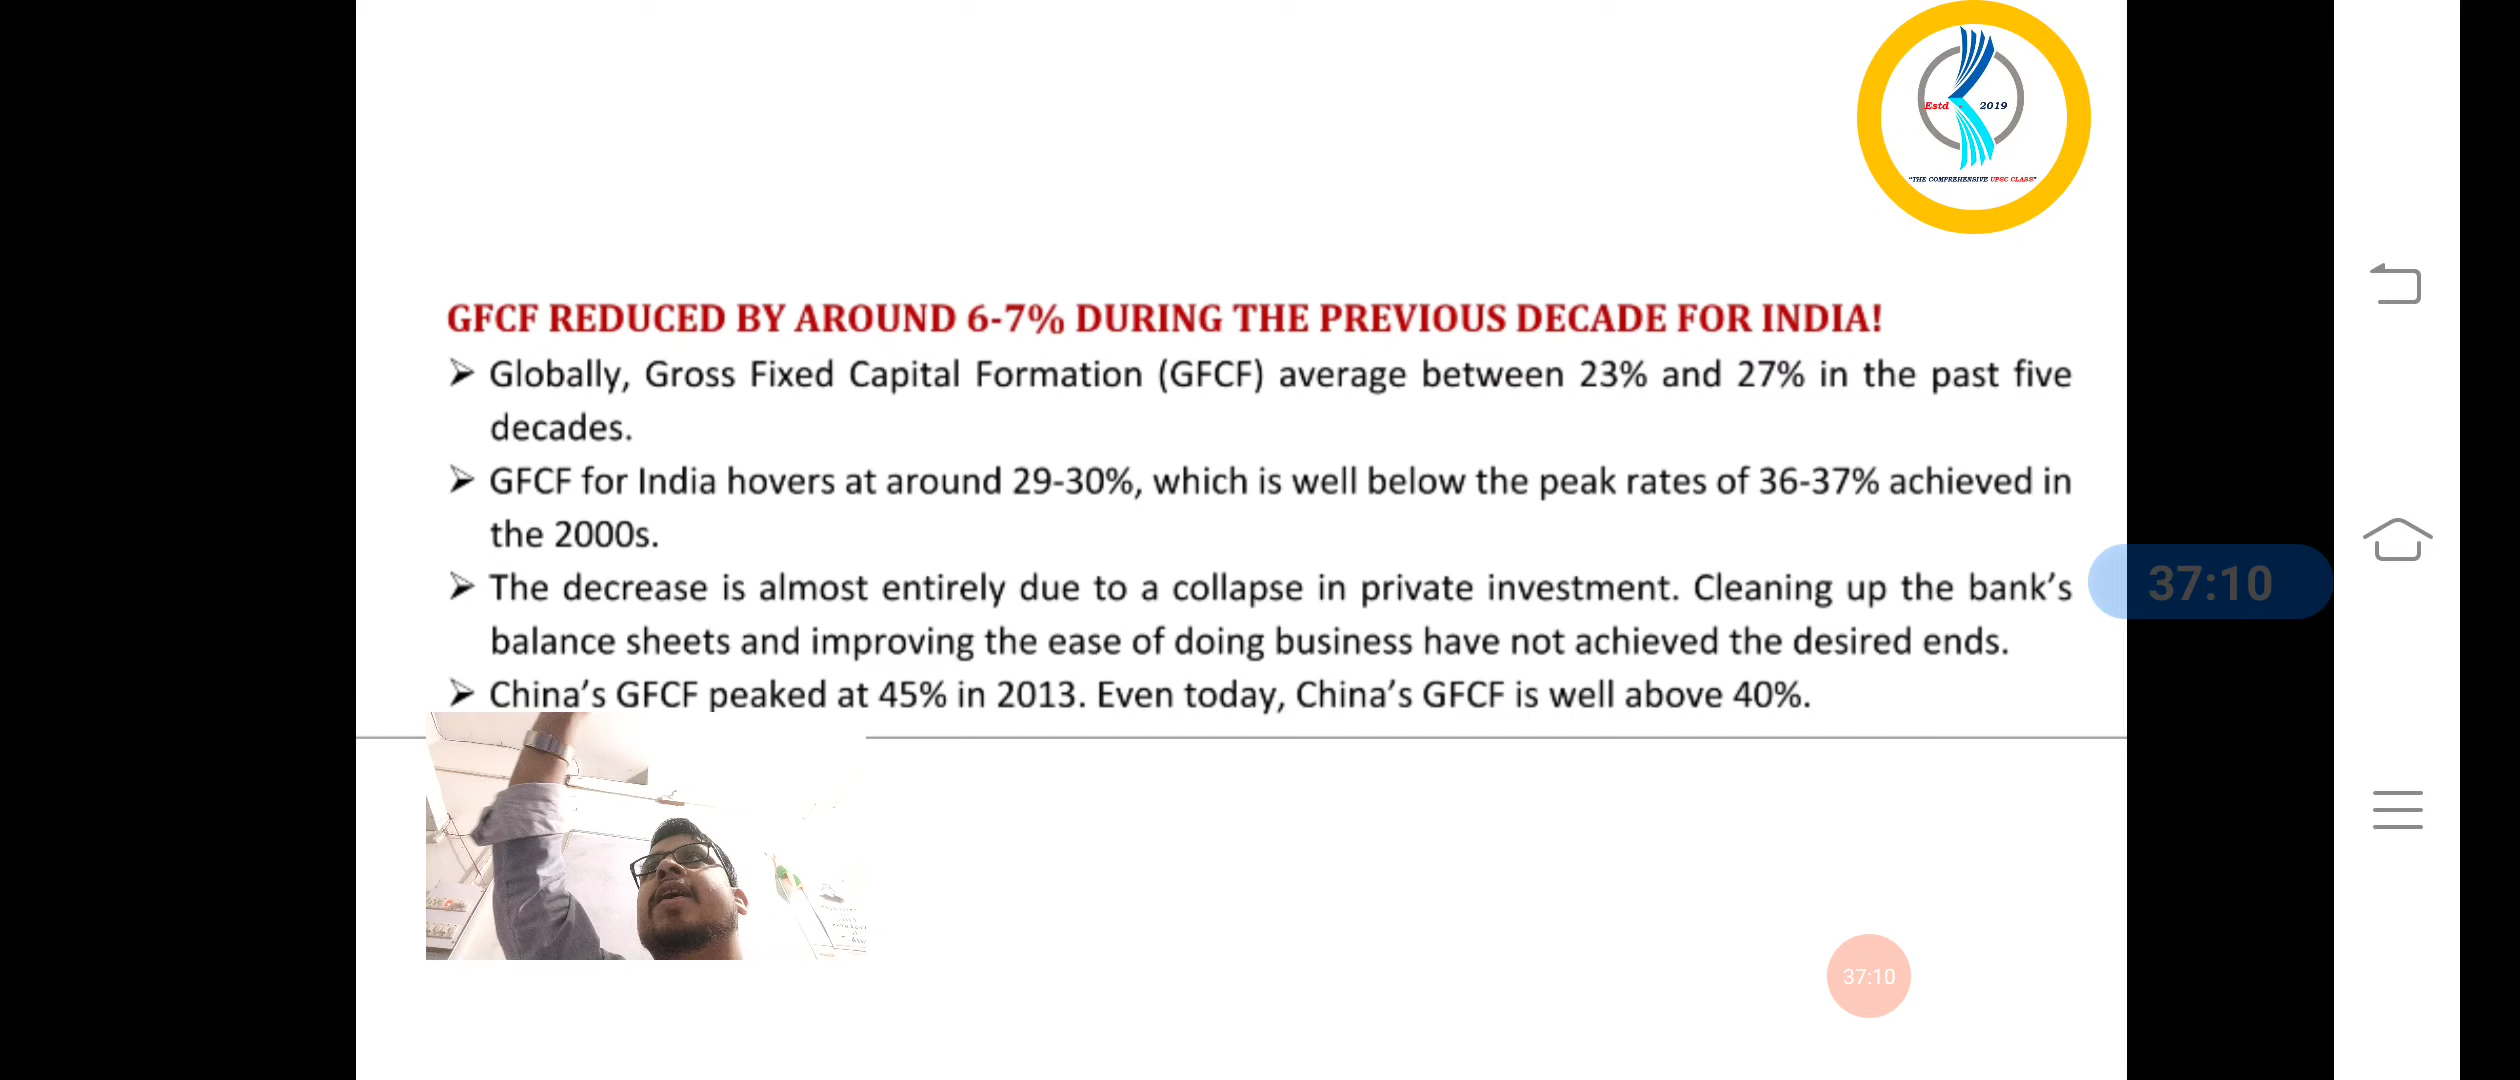 Estd - 2019
"THE COMPREHENSIVE UPSC CLASS"
GFCF REDUCED BY AROUND 6-7% DURING THE PREVIOUS DECADE FOR INDIA!
➢ Globally, Gross Fixed Capital Formation (GFCF) average between 23% and 27% in the past five
decades.
➢ GFCF for India hovers at around 29-30%, which is well below the peak rates of 36-37% achieved in
the 2000s.
➢ The decrease is almost entirely due to a collapse in private investment. Cleaning up the bank's
balance sheets and improving the ease of doing business have not achieved the desired ends.
➢ China's GFCF peaked at 45% in 2013. Even today, China's GFCF is well above 40%.
37:10
37:10